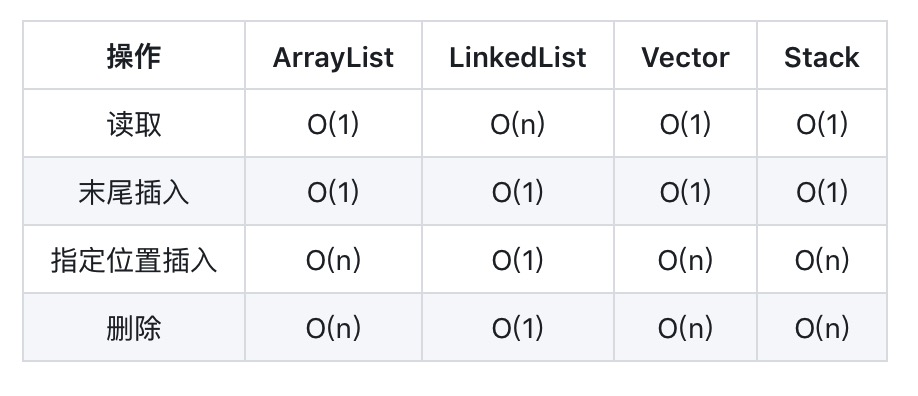 操作 ArrayList LinkedList Vector Stack
读取 O(1) O(n) O(1) O(1)
末尾插入 O(1) O(1) O(1) O(1)
指定位置插入 O(n) O(1) O(n) O(n)
删除 O(n) O(1) O(n) O(n)